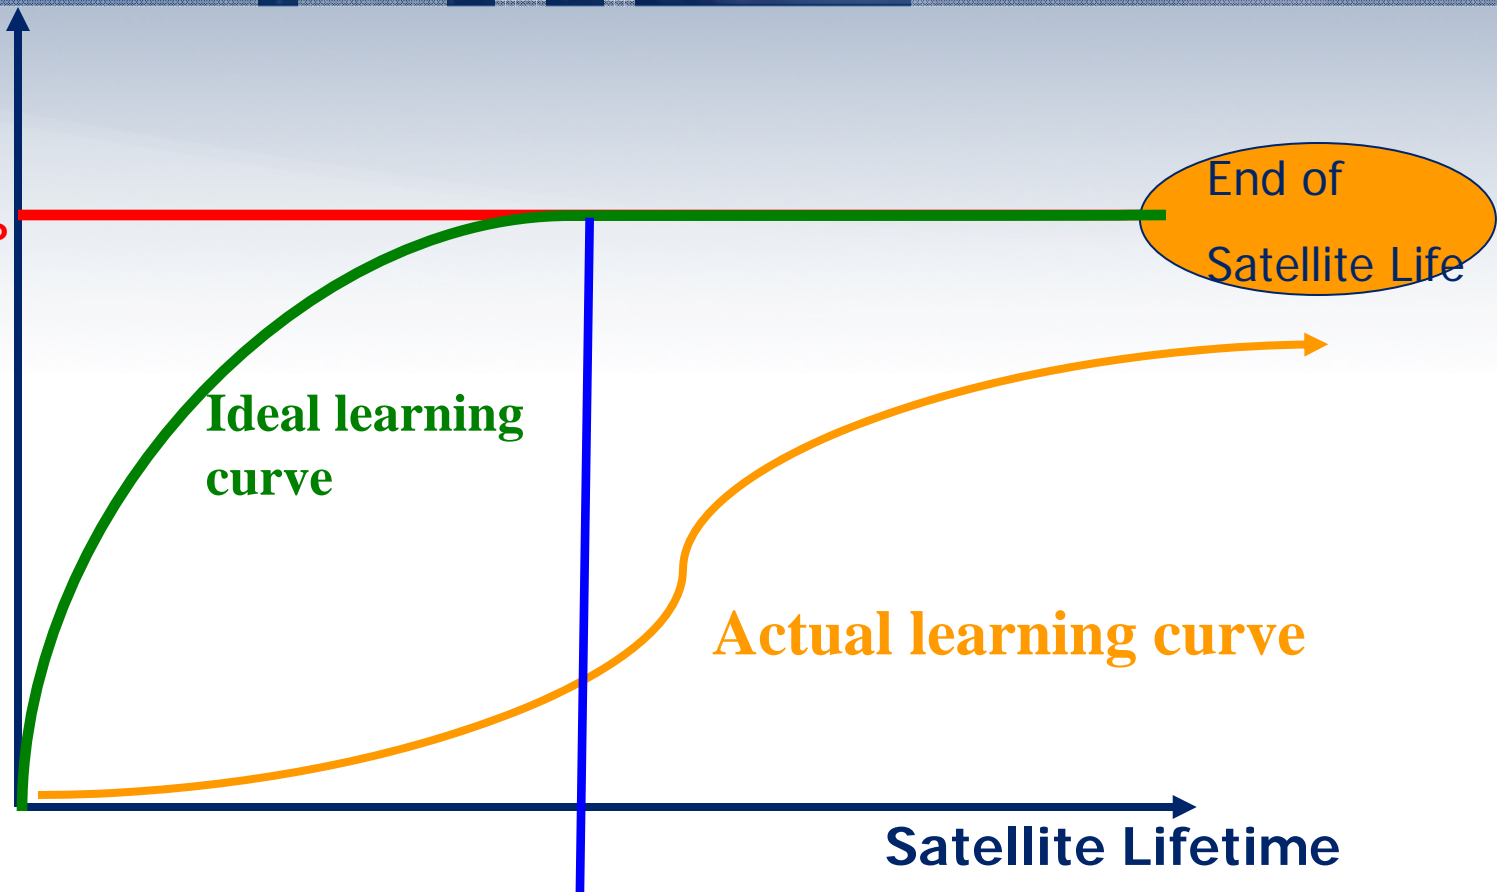 End of
Satellite Life
Ideal learning
curve
Actual learning curve
Satellite Lifetime